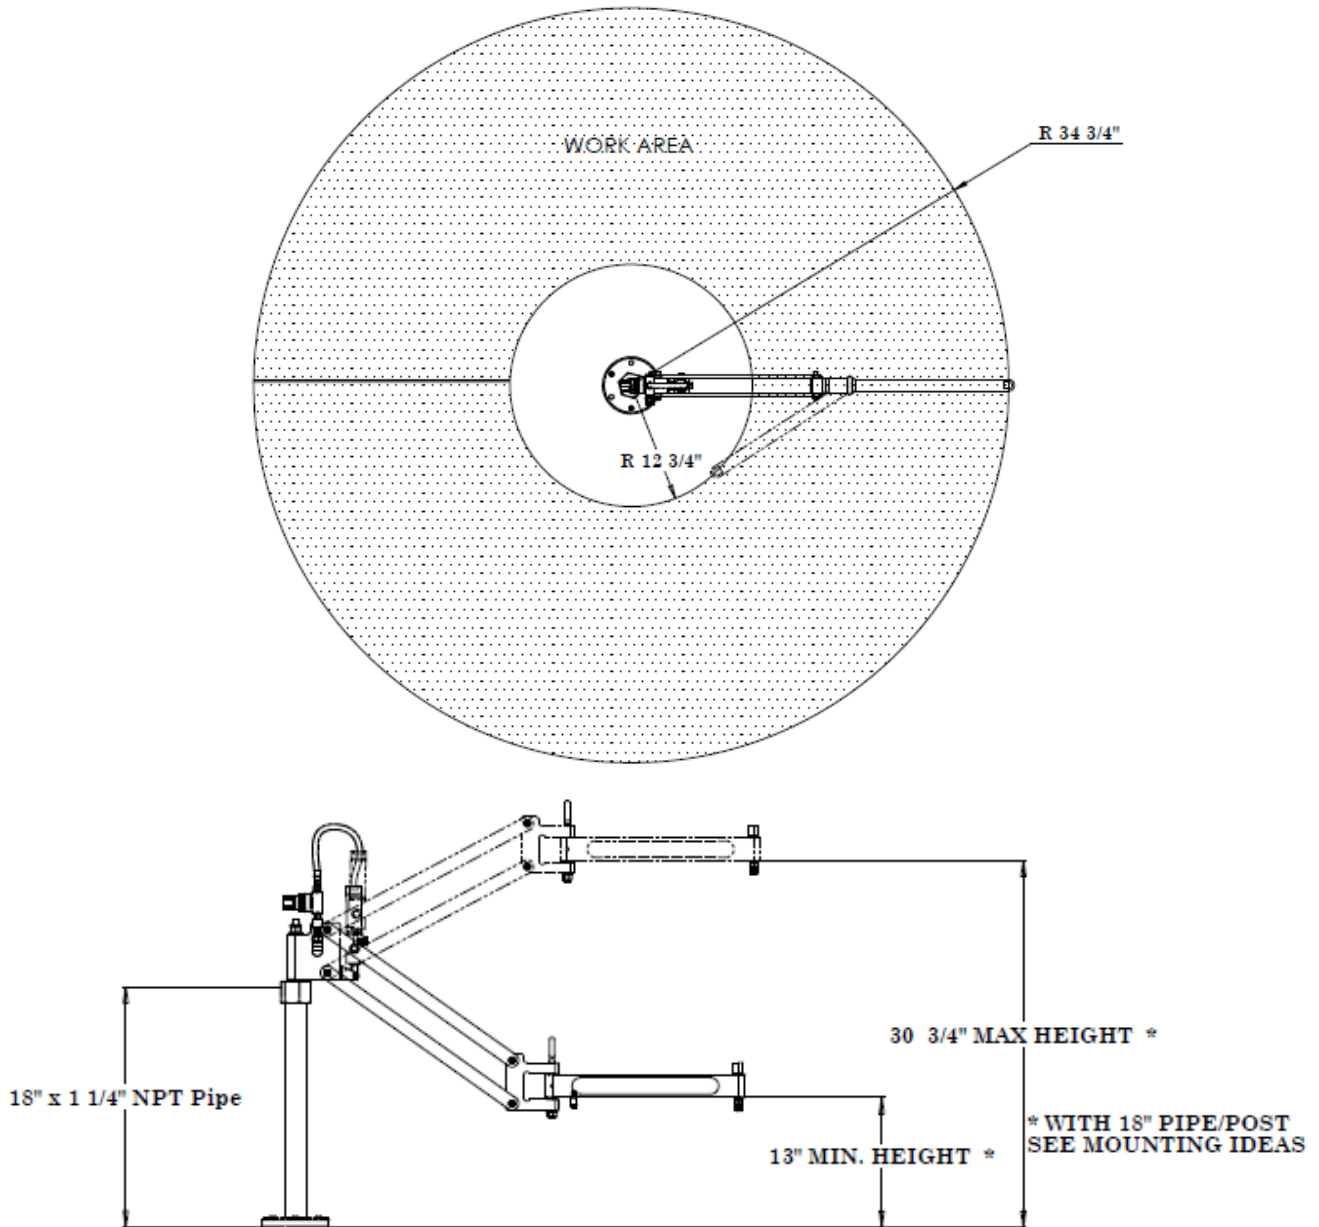 WORK AREA
R 34 3/4"
R 12 3/4"
30 3/4" MAX HEIGHT *
18" x 1 1/4" NPT Pipe
* WITH 18" PIPE/POST
SEE MOUNTING IDEAS
13" MIN. HEIGHT *